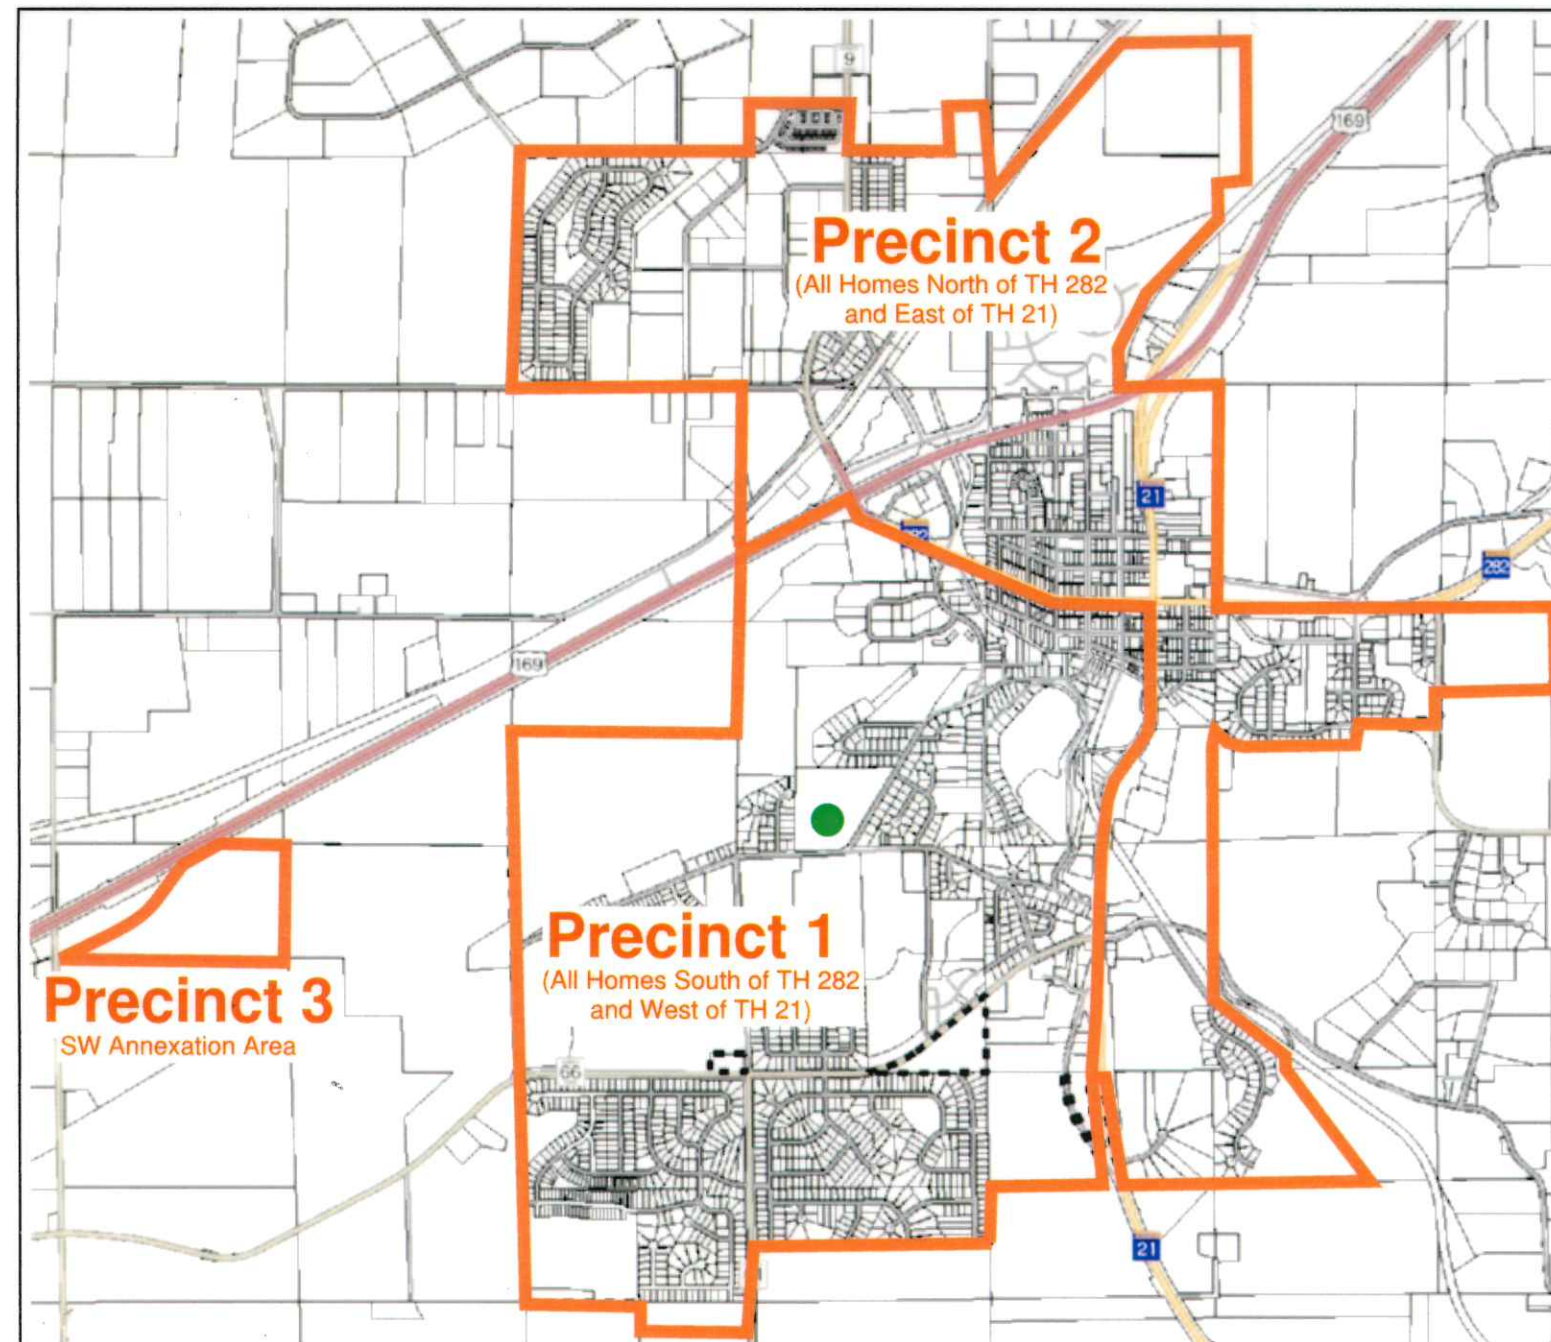 9
169
Precinct 2
(All Homes North of TH 282
and East of TH 21)
21
282
282
169
Precinct 1
(All Homes South of TH 282
and West of TH 21)
Precinct 3
SW Annexation Area
66
21